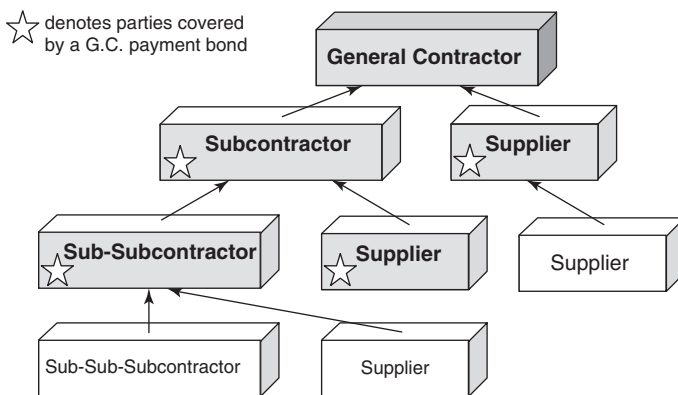 denotes parties covered
by a G.C. payment bond
General Contractor
Subcontractor
Supplier
Sub-Subcontractor
Supplier
Supplier
Sub-Sub-Subcontractor
Supplier